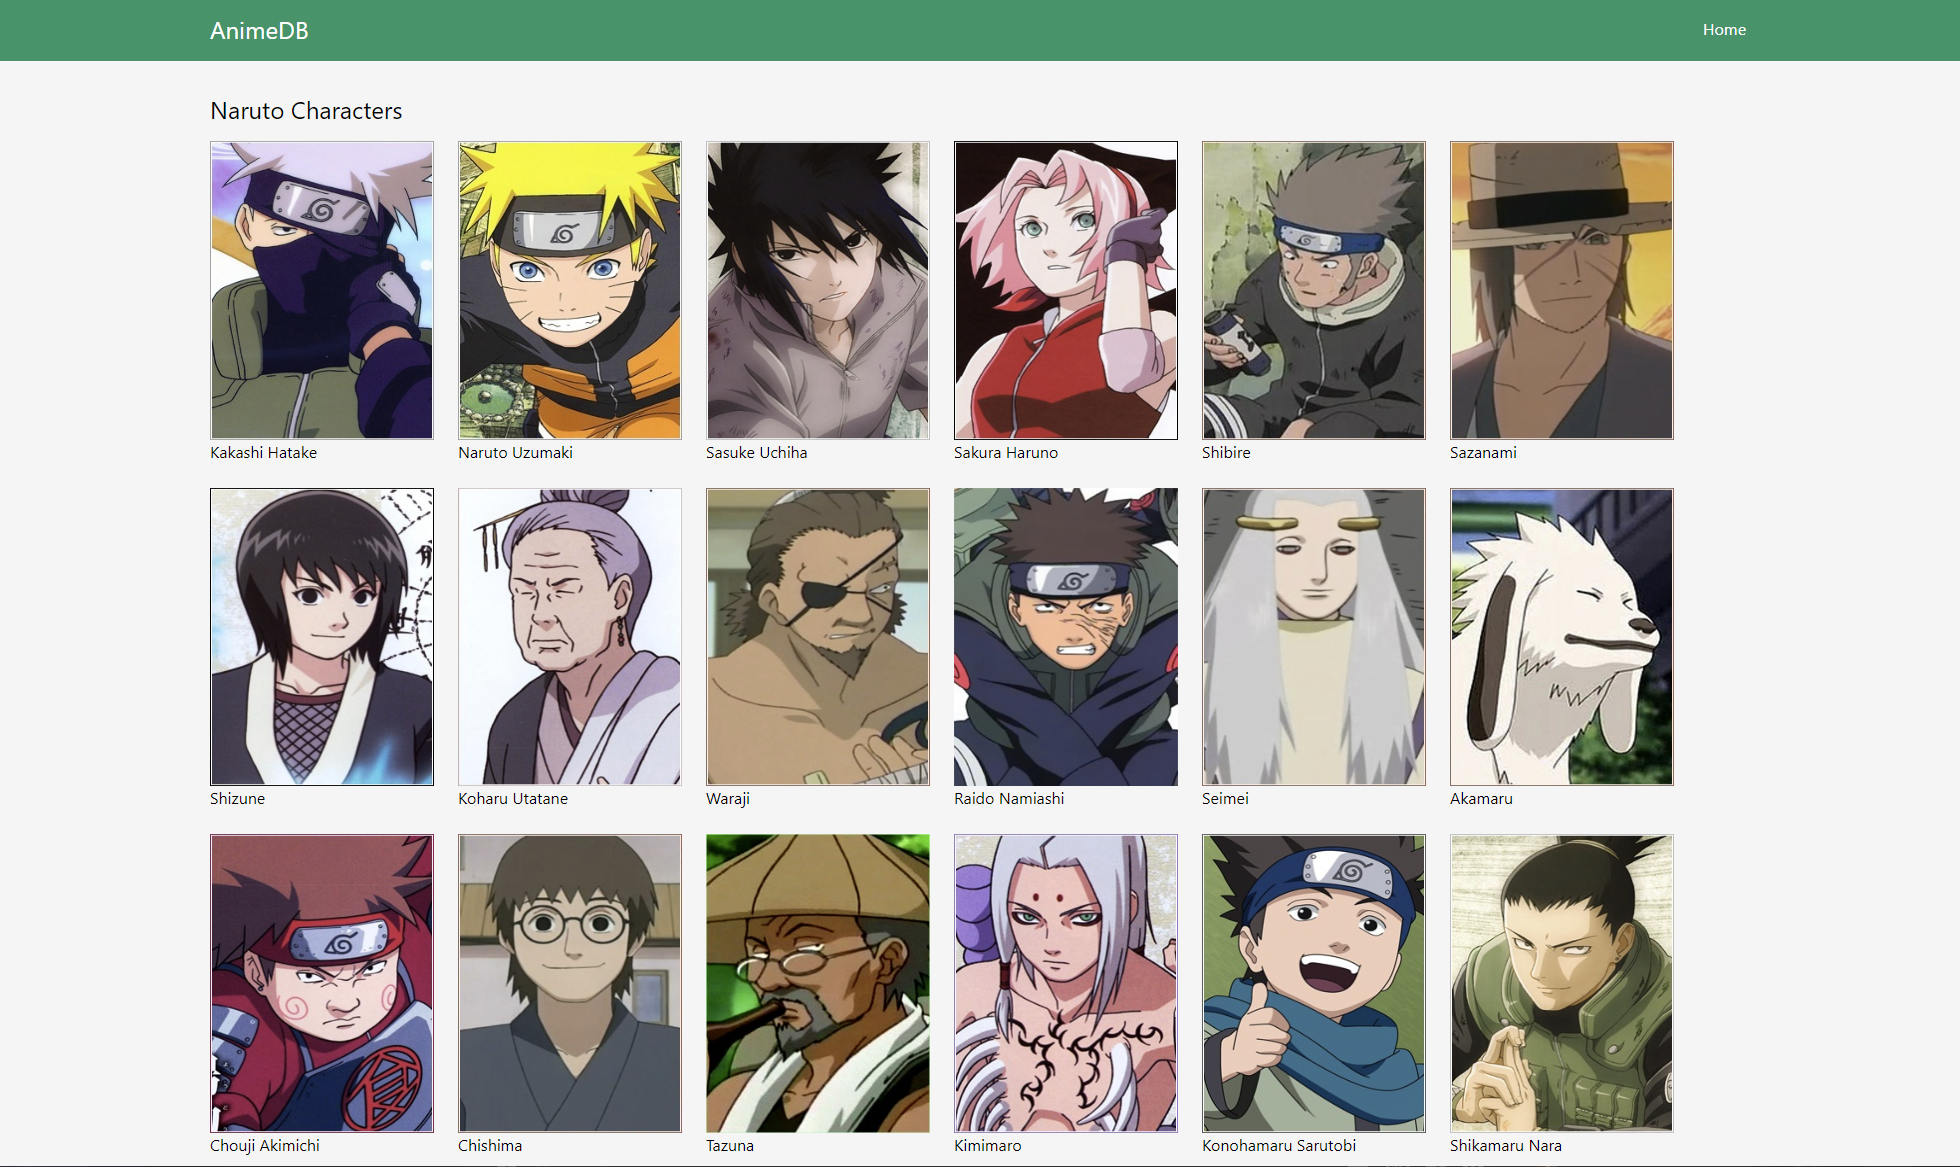 AnimeDB
Home
Naruto Characters
Kakashi Hatake
Naruto Uzumaki
Sasuke Uchiha
Sakura Haruno
Shibire
Sazanami
Shizune
Koharu Utatane
Waraji
Raido Namiashi
Seimei
Akamaru
Chouji Akimichi
Chishima
Tazuna
Kimimaro
Konohamaru Sarutobi
Shikamaru Nara